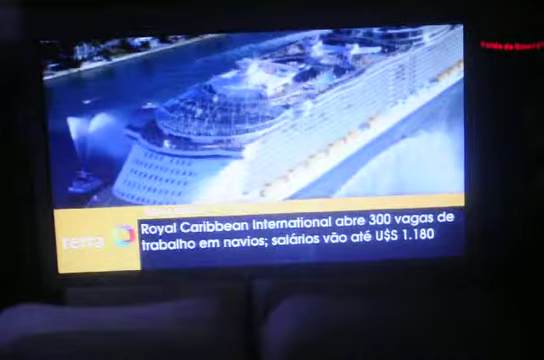 terra
Royal Caribbean International abre 300 vagas de
trabalho em navios; salários vão até U$S 1.180